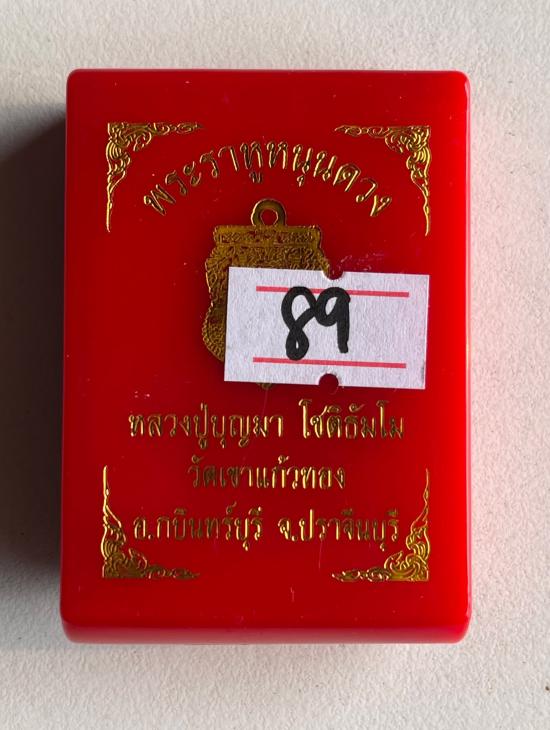 พระราหูหนุนดวง
89
หลวงปู่บุญมา โชติธัมโม
วัดเขาแก้วทอง
อ.กบินทร์บุรี จ.ปราจีนบุรี